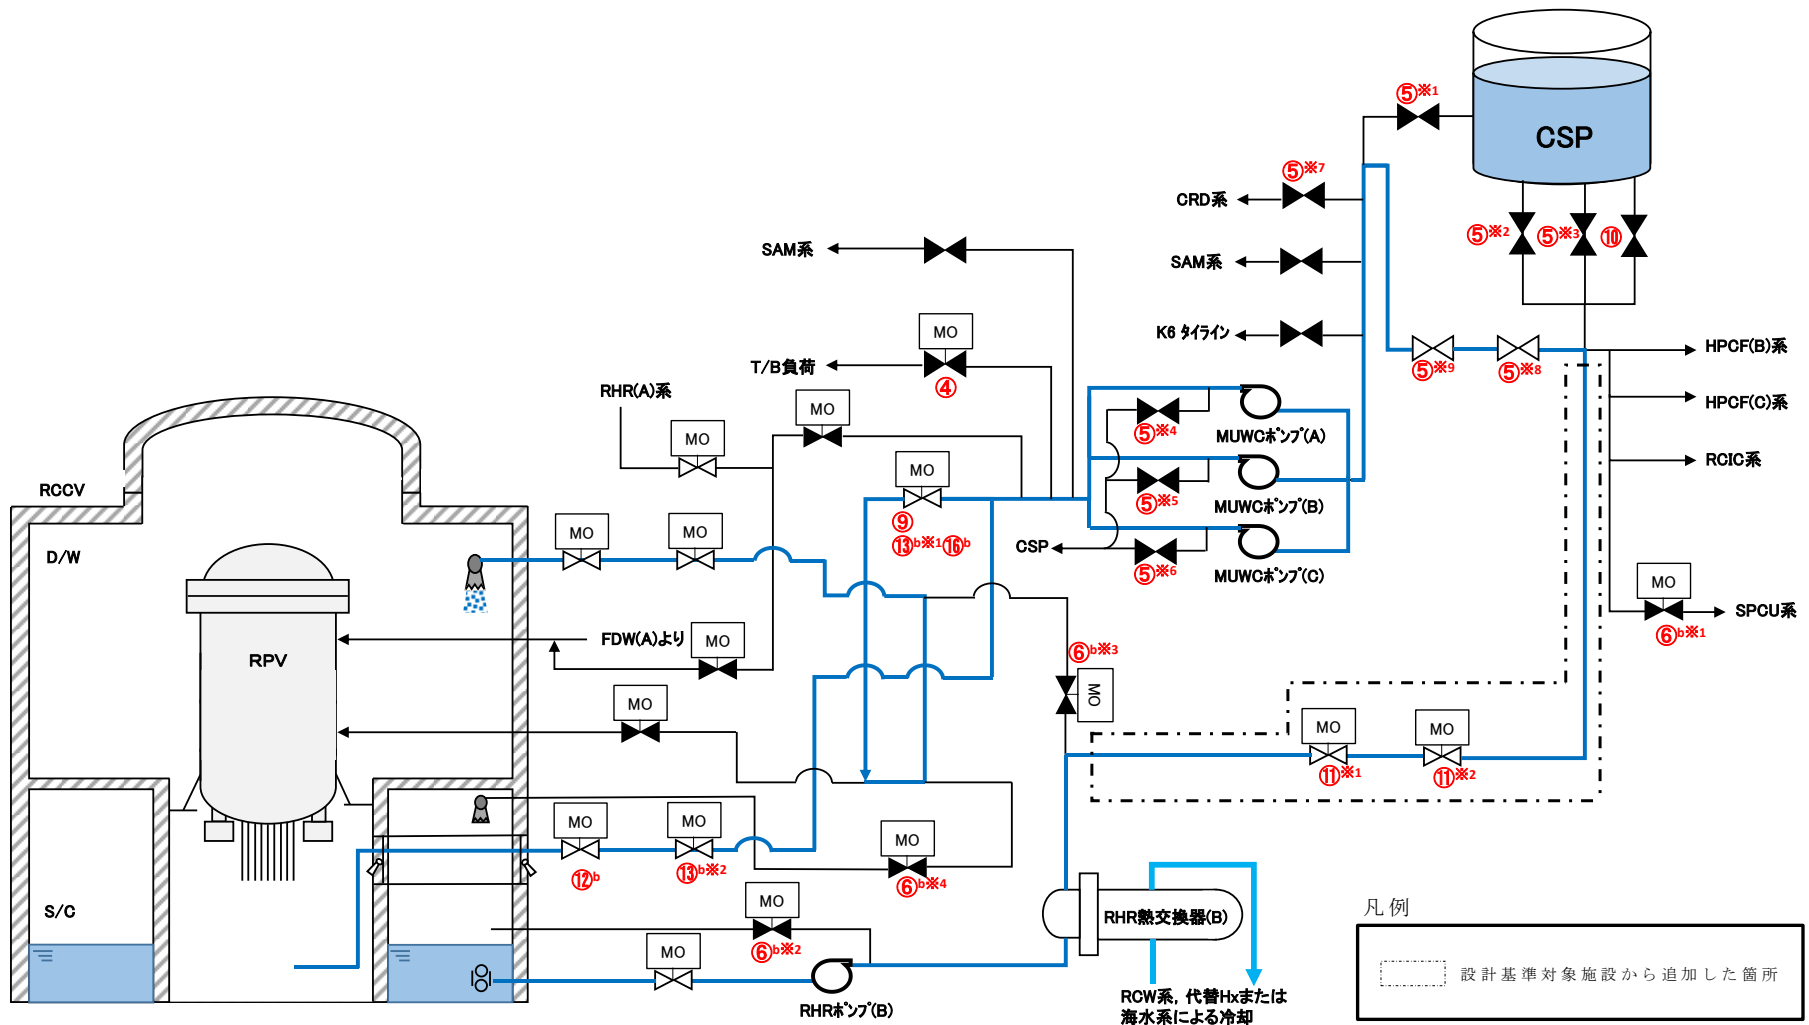 ⑤※1
CSP
⑤※7
CRD系
⑤※2
⑤※3
⑩
SAM系
SAM系
MO
K6 タイライン
T/B負荷
④
HPCF(B)系
⑤※9
⑤※8
RHR(A)系
MO
HPCF(C)系
MO
⑤※4
MUWCポンプ(A)
RCIC系
MO
RCCV
⑤※5
MUWCポンプ(B)
⑨
⑬b※1⑯b
MO
MO
CSP
D/W
⑤※6
MUWCポンプ(C)
MO
SPCU系
FDW(A)より
MO
⑥b※1
⑥b※3
RPV
MO
MO
MO
MO
⑪※1
⑪※2
MO
MO
MO
⑫b
⑬b※2
⑥b※4
MO
S/C
RHR熱交換器(B)
凡例
⑥b※2
MO
設計基準対象施設から追加した箇所
RHRポンプ(B)
RCW系, 代替Hxまたは
海水系による冷却